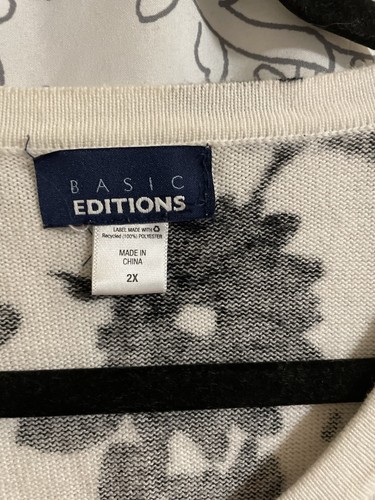 BASIC
EDITIONS
LABEL MADE WITH ♻
Recycled (100%) POLYESTER
MADE IN
CHINA
2X